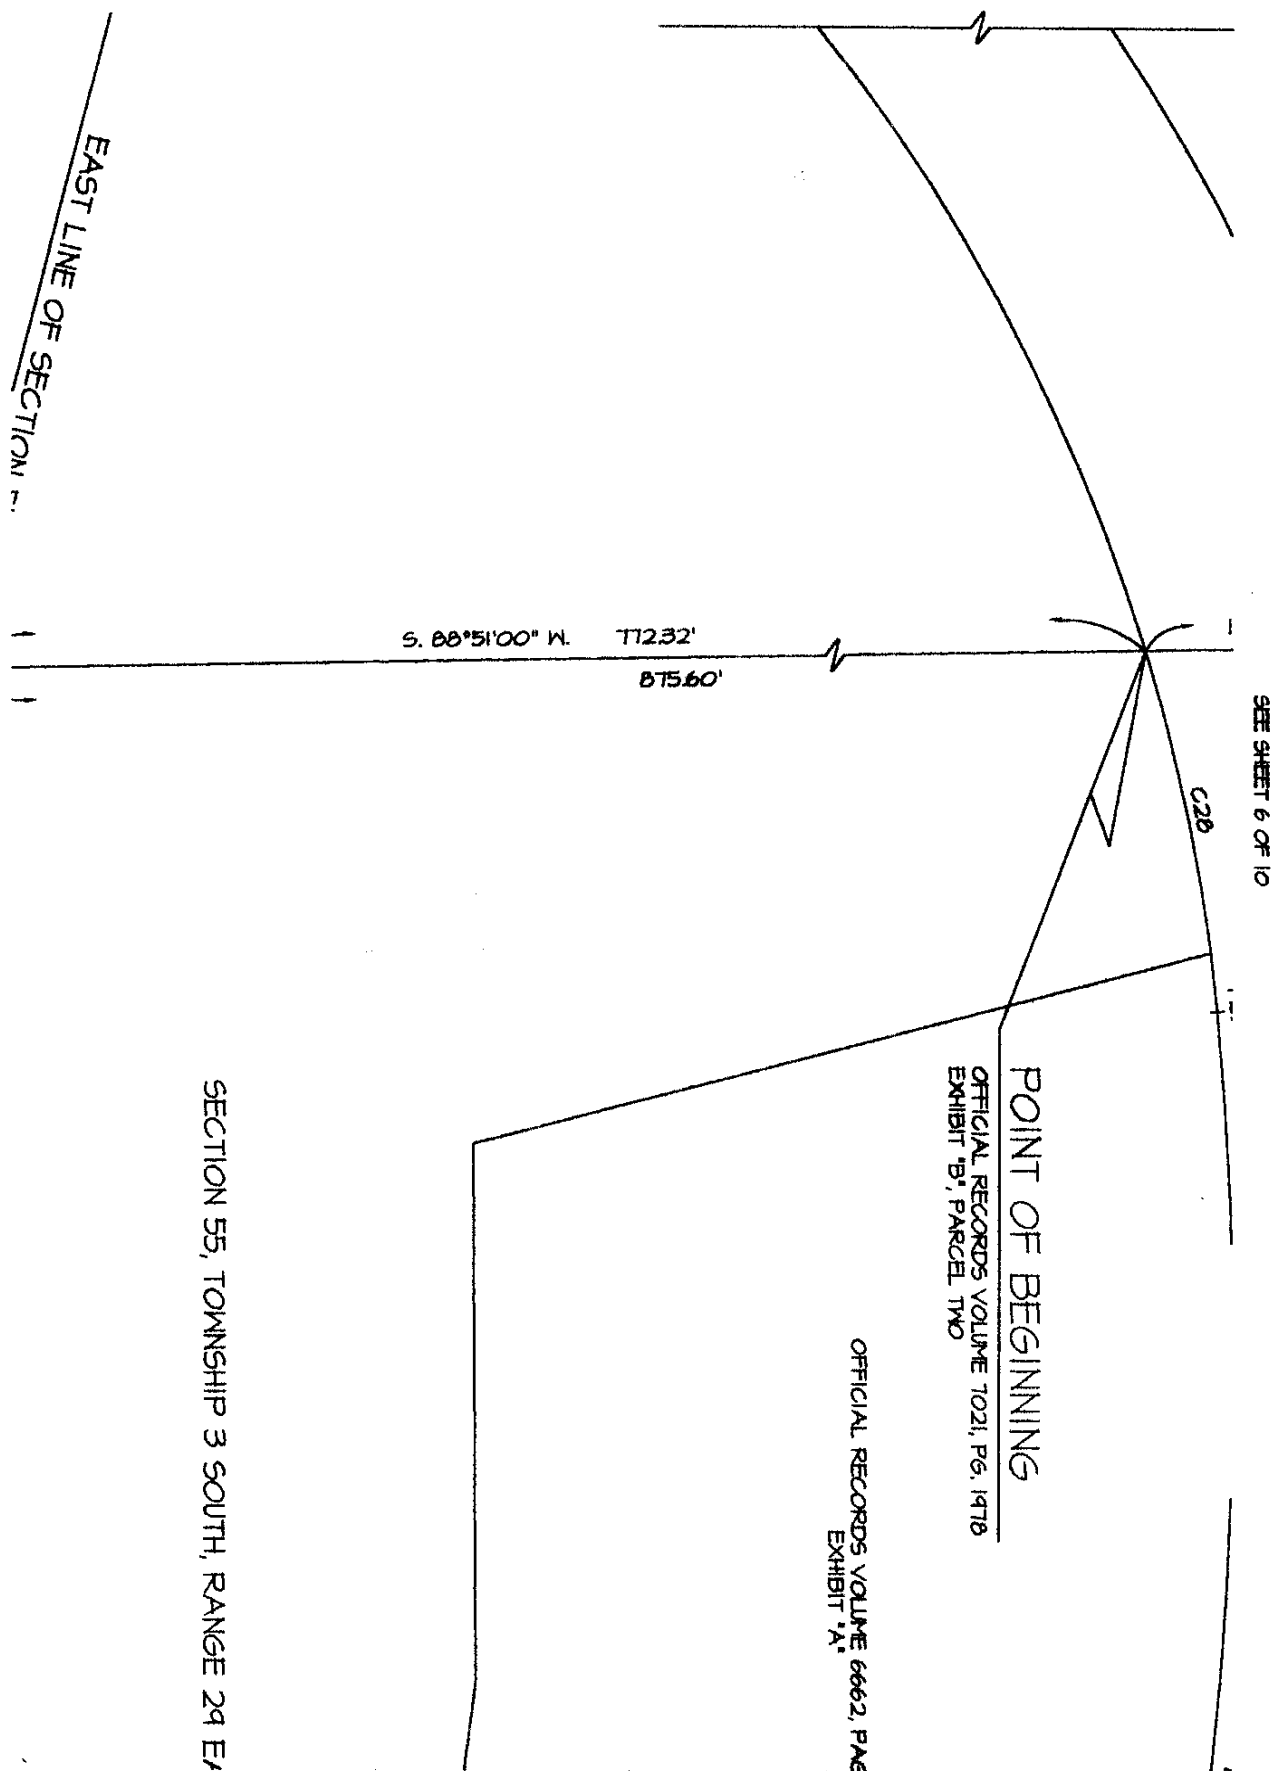 EAST LINE OF SECTION
S. 88°51'00" W. 772.32'
875.60'
SEE SHEET 6 OF 10
C28
POINT OF BEGINNING
OFFICIAL RECORDS VOLUME 7021, PG. 1978
EXHIBIT "B", PARCEL TWO
OFFICIAL RECORDS VOLUME 6662, PAG
EXHIBIT "A"
SECTION 55, TOWNSHIP 3 SOUTH, RANGE 29 EA